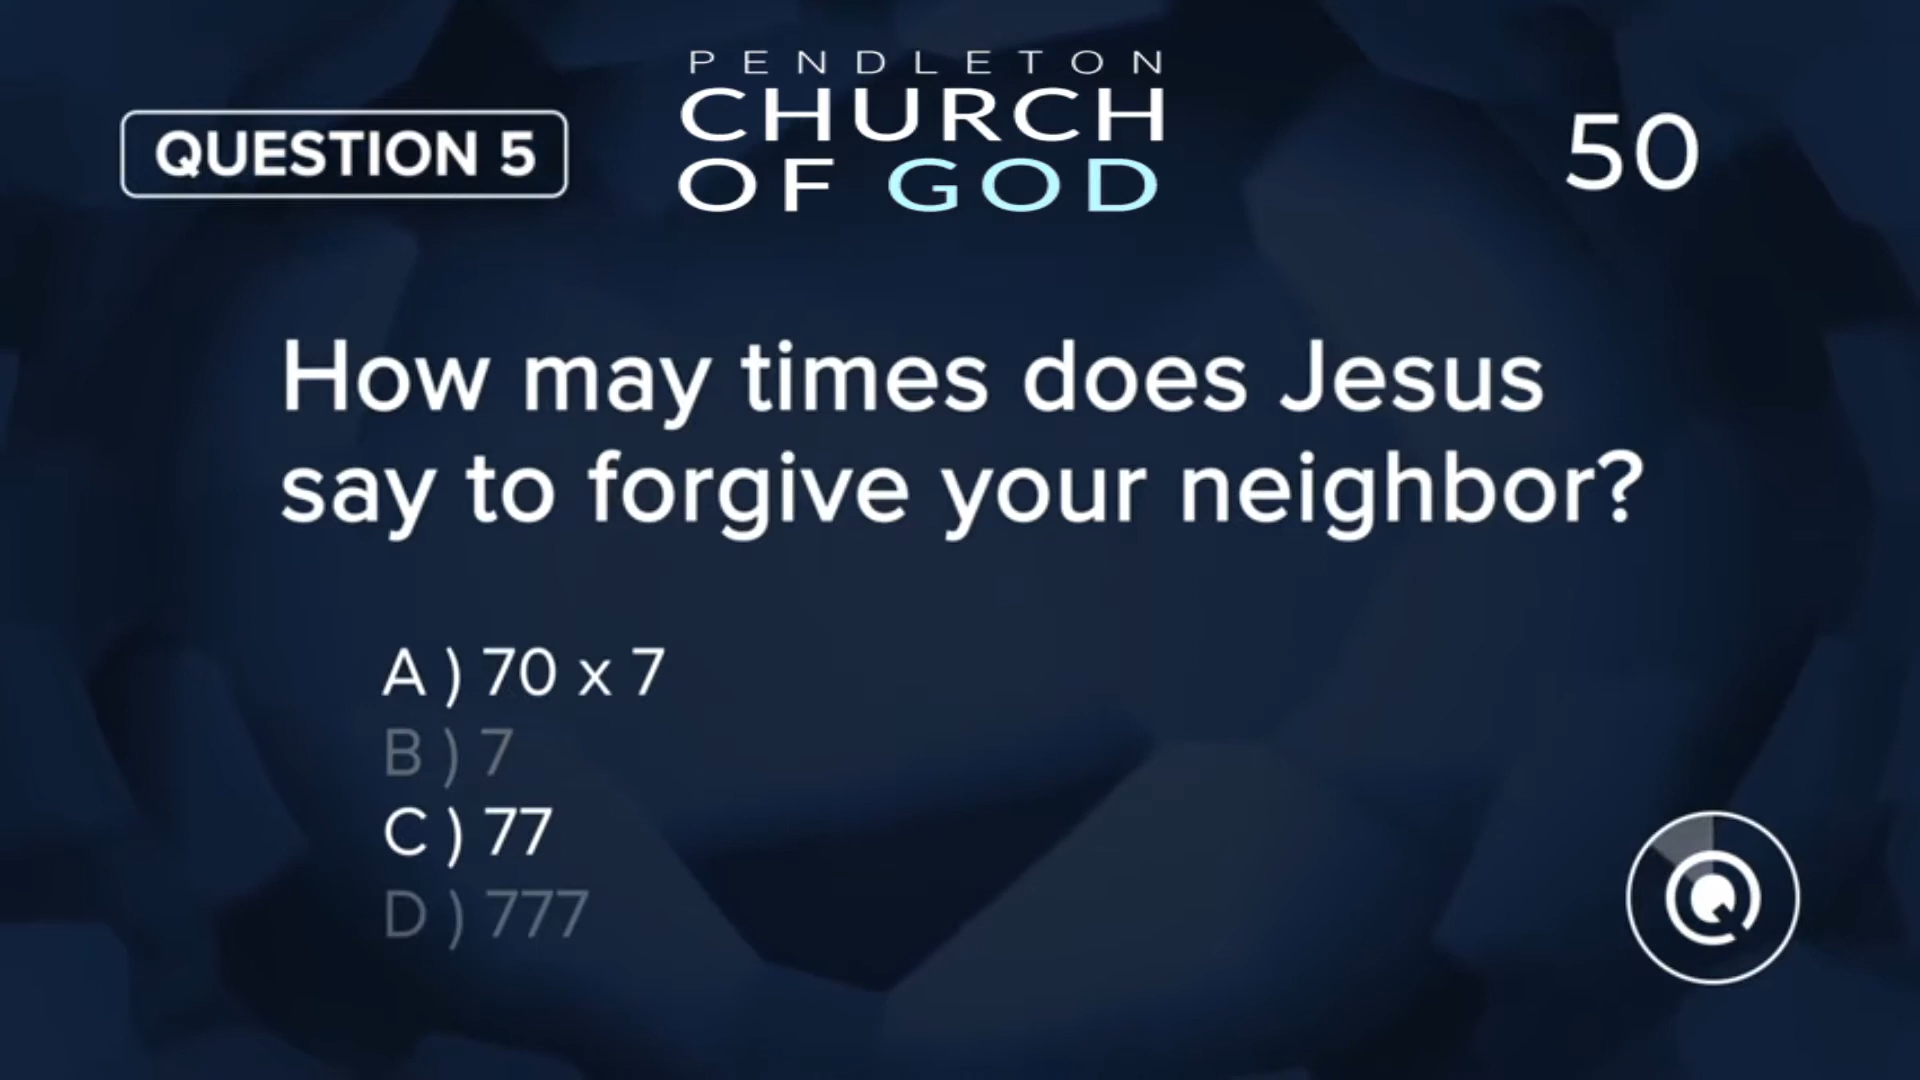 PENDLETON
CHURCH
OF GOD
QUESTION 5
50
How may times does Jesus
say to forgive your neighbor?
A ) 70 x 7
B ) 7
C ) 77
D ) 777
Q